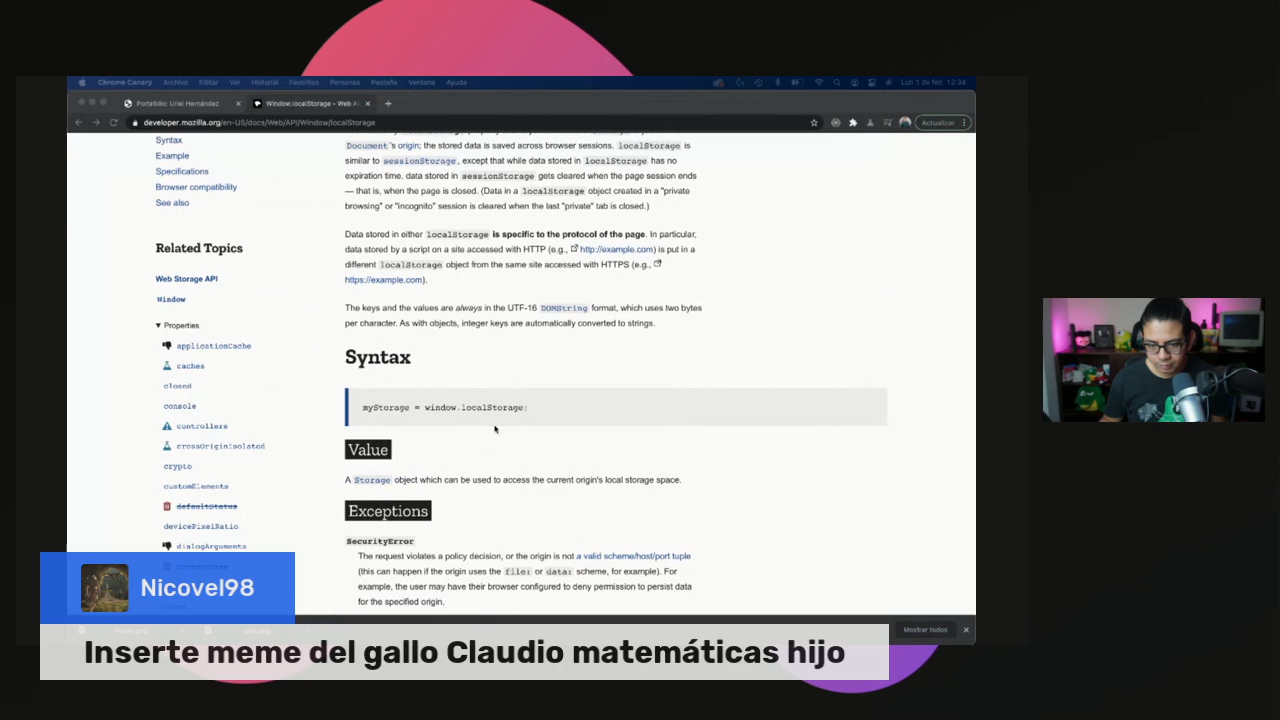 Chrome Canary Archivo Editar Ver Historial Favoritos Personas Pestaña Ventana Ayuda
Lun 1 de feb 12:34
Portafolio: Uriel Hernández
Window.localStorage - Web A
developer.mozilla.org/en-US/docs/Web/API/Window/localStorage
Actualizar
Syntax
Example
Specifications
Browser compatibility
See also
Related Topics
Web Storage API
Window
Properties
applicationCache
caches
closed
console
controllers
crossOriginIsolated
crypto
customElements
defaultStatus
devicePixelRatio
dialogArguments
Document's origin; the stored data is saved across browser sessions. localStorage is
similar to sessionStorage, except that while data stored in localStorage has no
expiration time, data stored in sessionStorage gets cleared when the page session ends
— that is, when the page is closed. (Data in a localStorage object created in a "private
browsing" or "incognito" session is cleared when the last "private" tab is closed.)
Data stored in either localStorage is specific to the protocol of the page. In particular,
data stored by a script on a site accessed with HTTP (e.g., http://example.com) is put in a
different localStorage object from the same site accessed with HTTPS (e.g.,
https://example.com).
The keys and the values are always in the UTF-16 DOMString format, which uses two bytes
per character. As with objects, integer keys are automatically converted to strings.
Syntax
myStorage = window.localStorage;
Value
A Storage object which can be used to access the current origin's local storage space.
Exceptions
SecurityError
The request violates a policy decision, or the origin is not a valid scheme/host/port tuple
(this can happen if the origin uses the file: or data: scheme, for example). For
example, the user may have their browser configured to deny permission to persist data
for the specified origin.
Mostrar todos
Nicovel98
Inserte meme del gallo Claudio matemáticas hijo